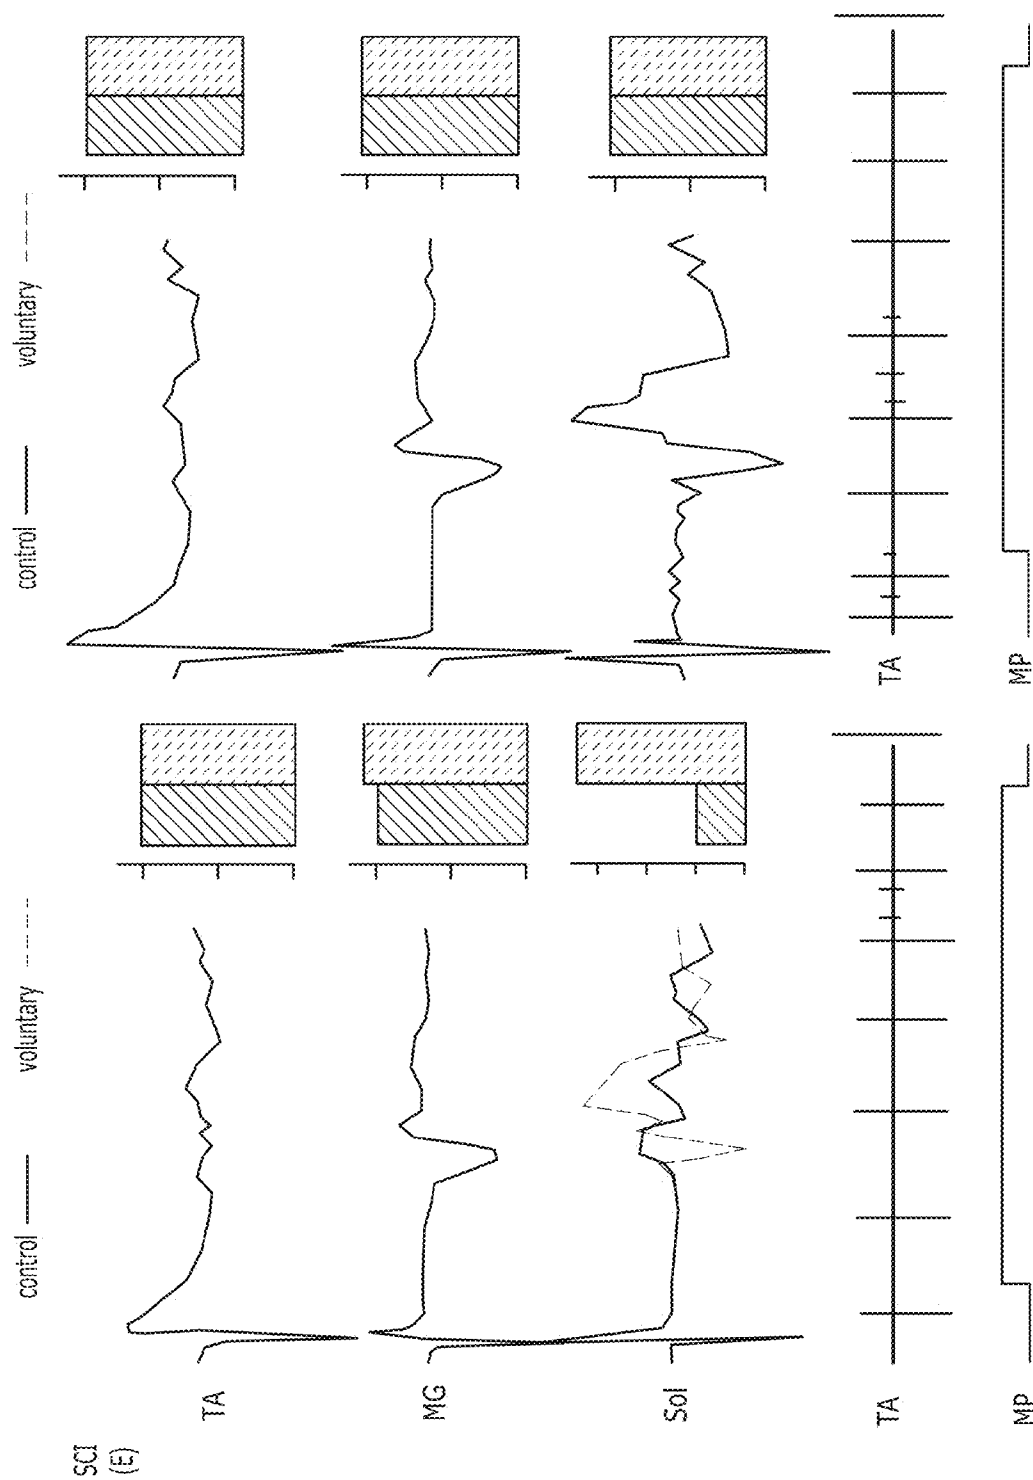 SCI
(E)
control voluntary control voluntary
TA
MG
Sol
TA TA
MP MP